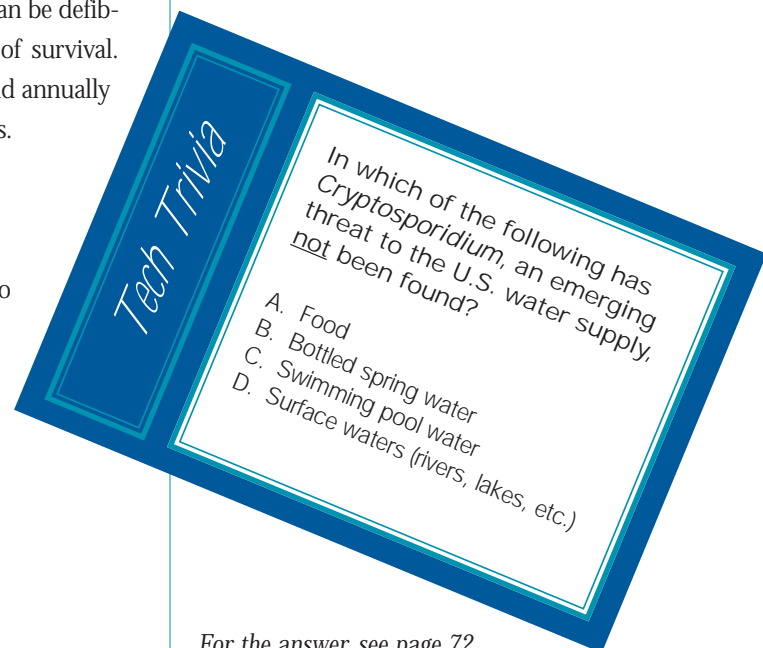 an be defib-
of survival.
d annually
s.
o
Tech Trivia
In which of the following has
Cryptosporidium, an emerging
threat to the U.S. water supply,
not been found?
A. Food
B. Bottled spring water
C. Swimming pool water
D. Surface waters (rivers, lakes, etc.)
For the answer, see page 72